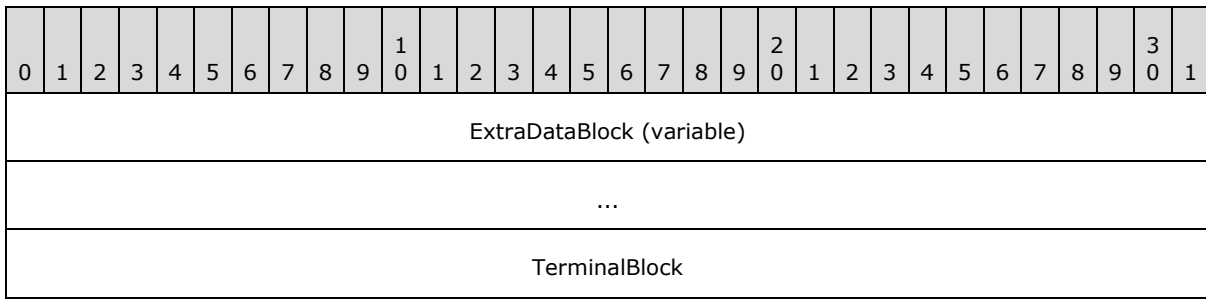 0 1 2 3 4 5 6 7 8 9 1 0 1 2 3 4 5 6 7 8 9 2 0 1 2 3 4 5 6 7 8 9 3 0 1
ExtraDataBlock (variable)
...
TerminalBlock